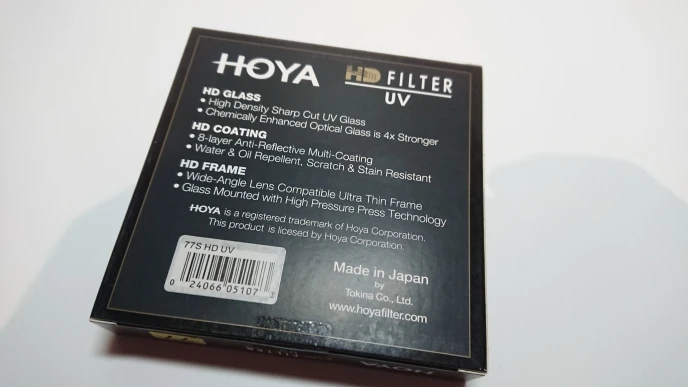 HOYA
HD FILTER
UV
HD GLASS
• High Density Sharp Cut UV Glass
• Chemically Enhanced Optical Glass is 4x Stronger
HD COATING
• 8-layer Anti-Reflective Multi-Coating
• Water & Oil Repellent, Scratch & Stain Resistant
HD FRAME
• Wide-Angle Lens Compatible Ultra Thin Frame
• Glass Mounted with High Pressure Press Technology
HOYA is a registered trademark of Hoya Corporation.
This product is licesed by Hoya Corporation.
77S HD UV
0 24066 05107
Made in Japan
by
Tokina Co., Ltd.
www.hoyafilter.com